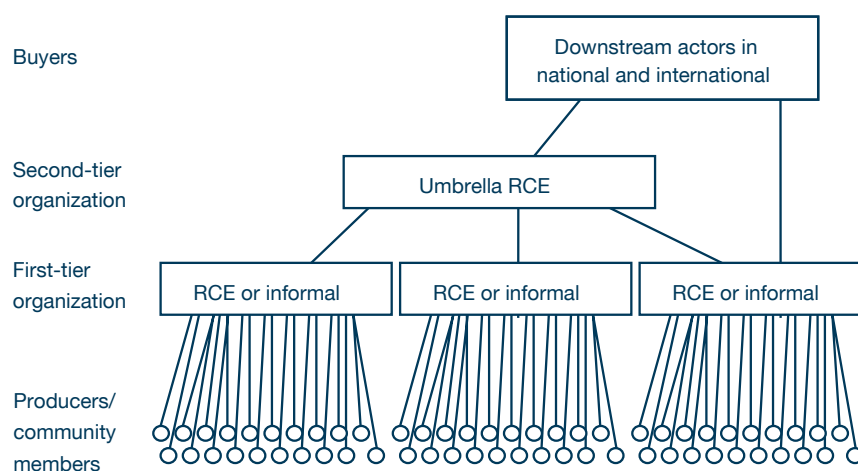 Buyers
Downstream actors in
national and international
Second-tier
organization
Umbrella RCE
First-tier
organization
RCE or informal
RCE or informal
RCE or informal
Producers/
community
members